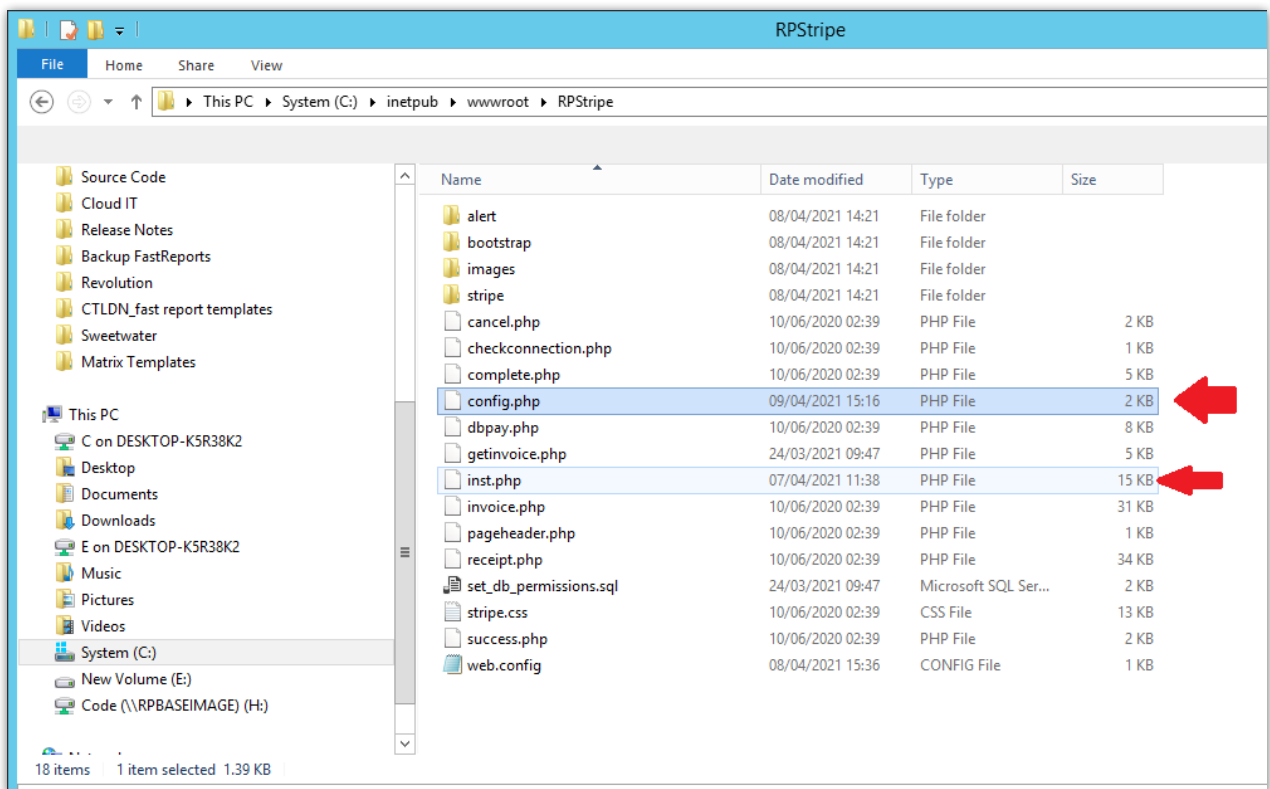 RPStripe
File Home Share View
This PC System (C:) inetpub wwwroot RPStripe
Source Code
Cloud IT
Release Notes
Backup FastReports
Revolution
CTLDN_fast report templates
Sweetwater
Matrix Templates
This PC
C on DESKTOP-K5R38K2
Desktop
Documents
Downloads
E on DESKTOP-K5R38K2
Music
Pictures
Videos
System (C:)
New Volume (E:)
Code (\\RPBASEIMAGE) (H:)
Name Date modified Type Size
alert 08/04/2021 14:21 File folder
bootstrap 08/04/2021 14:21 File folder
images 08/04/2021 14:21 File folder
stripe 08/04/2021 14:21 File folder
cancel.php 10/06/2020 02:39 PHP File 2 KB
checkconnection.php 10/06/2020 02:39 PHP File 1 KB
complete.php 10/06/2020 02:39 PHP File 5 KB
config.php 09/04/2021 15:16 PHP File 2 KB
dbpay.php 10/06/2020 02:39 PHP File 8 KB
getinvoice.php 24/03/2021 09:47 PHP File 5 KB
inst.php 07/04/2021 11:38 PHP File 15 KB
invoice.php 10/06/2020 02:39 PHP File 31 KB
pageheader.php 10/06/2020 02:39 PHP File 1 KB
receipt.php 10/06/2020 02:39 PHP File 34 KB
set_db_permissions.sql 24/03/2021 09:47 Microsoft SQL Ser... 2 KB
stripe.css 10/06/2020 02:39 CSS File 13 KB
success.php 10/06/2020 02:39 PHP File 2 KB
web.config 08/04/2021 15:36 CONFIG File 1 KB
18 items 1 item selected 1.39 KB